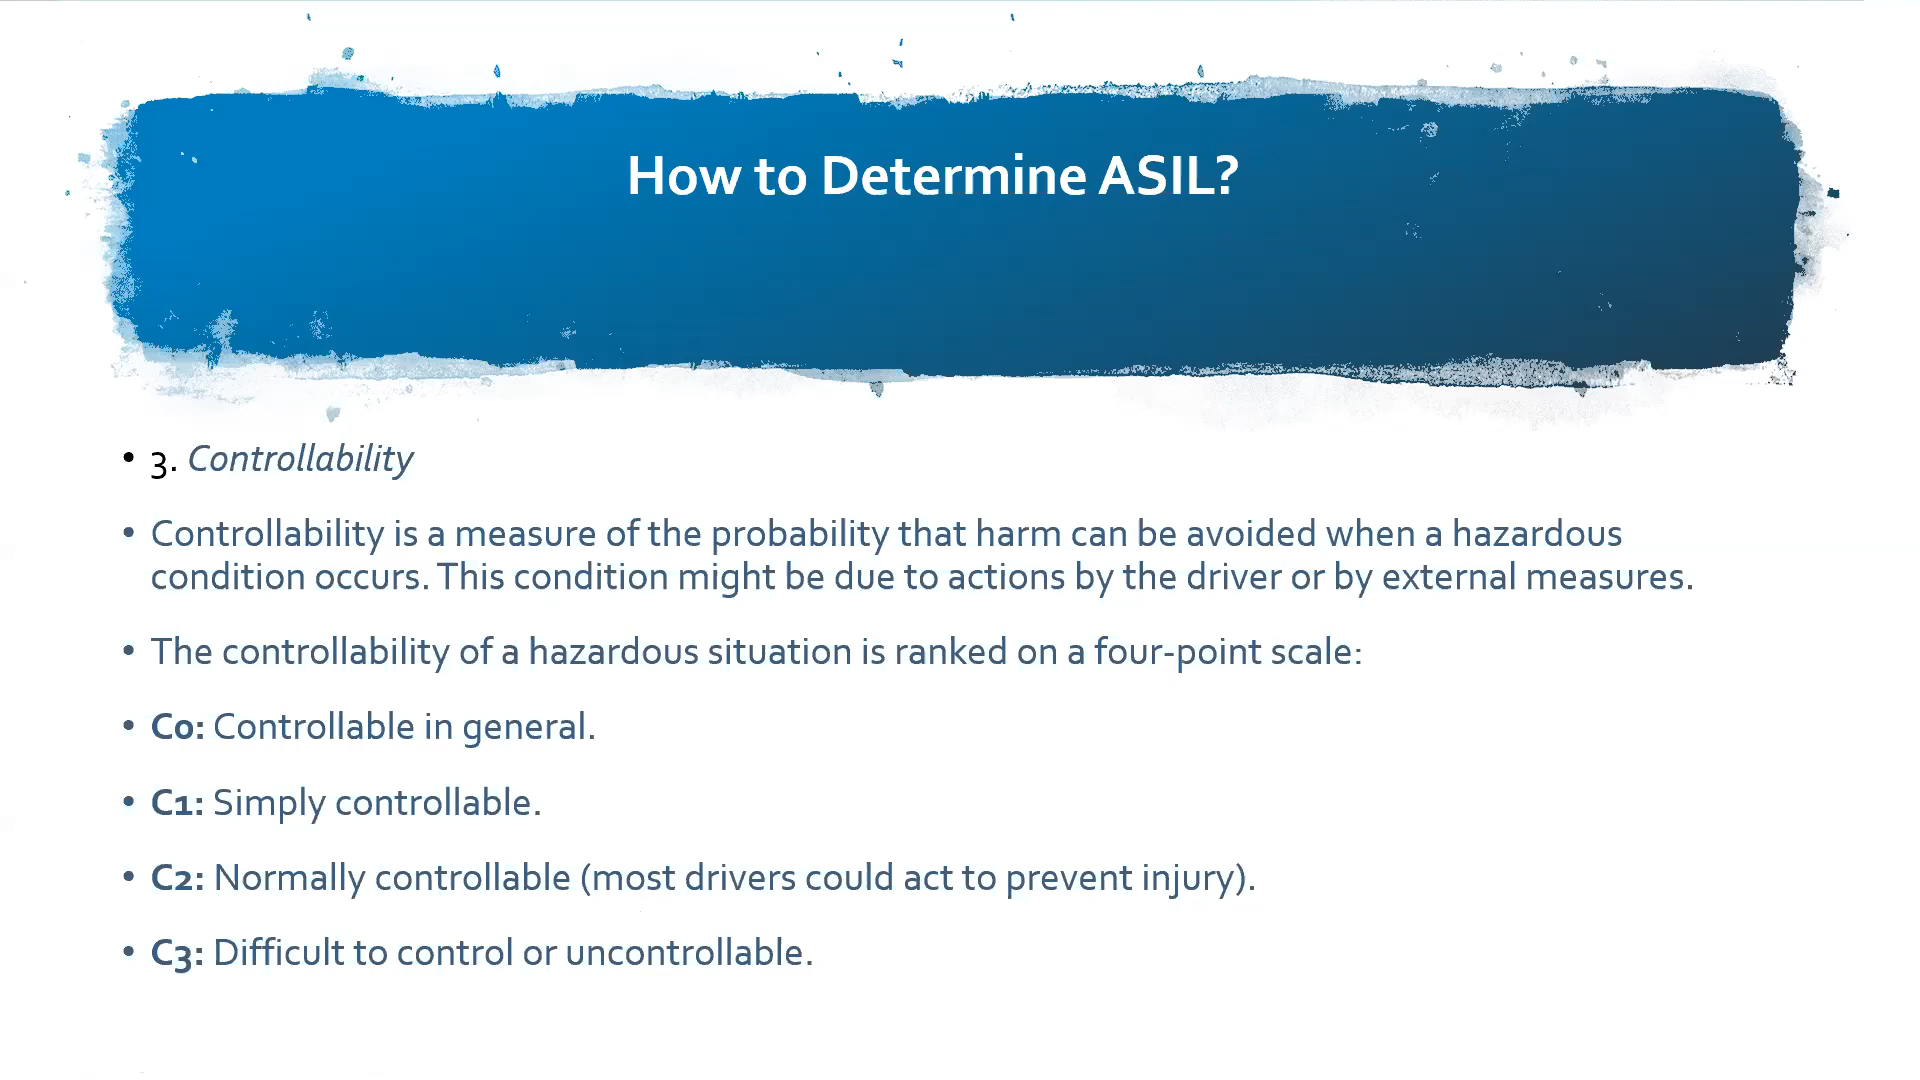 How to Determine ASIL?
• 3. Controllability
• Controllability is a measure of the probability that harm can be avoided when a hazardous
condition occurs. This condition might be due to actions by the driver or by external measures.
• The controllability of a hazardous situation is ranked on a four-point scale:
• C0: Controllable in general.
• C1: Simply controllable.
• C2: Normally controllable (most drivers could act to prevent injury).
• C3: Difficult to control or uncontrollable.